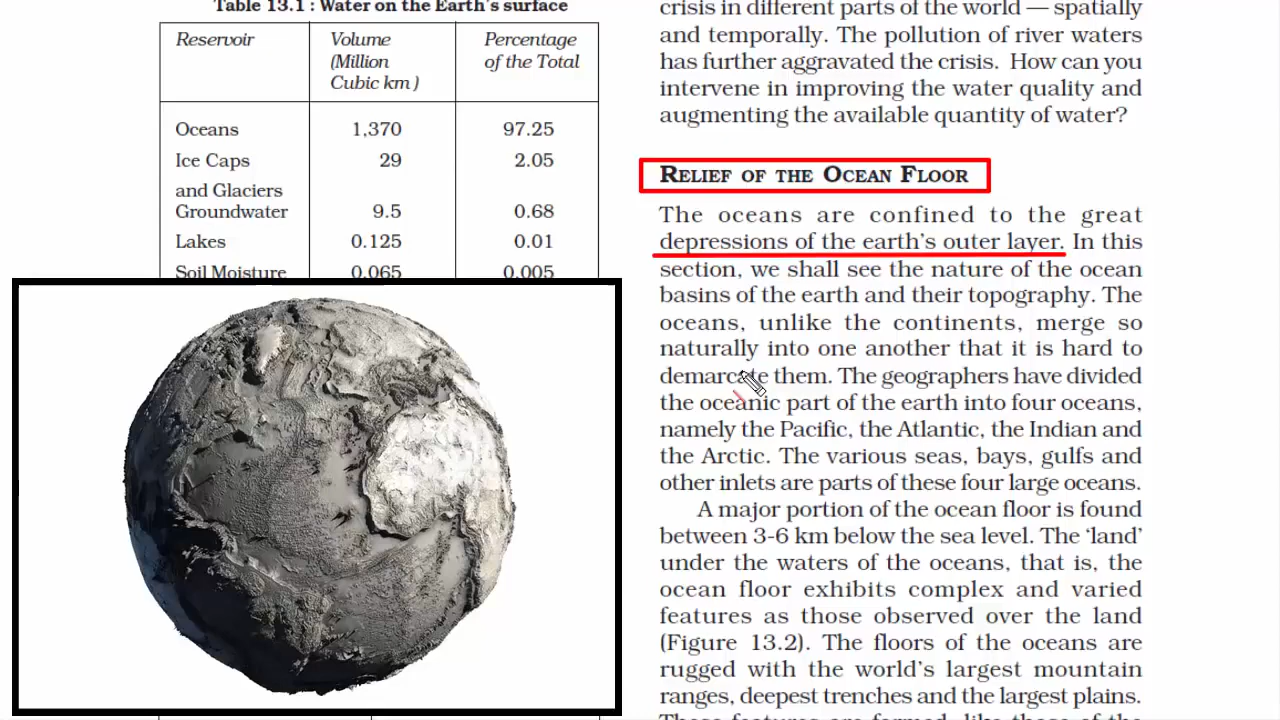 Table 13.1 : Water on the Earth's surface
Reservoir Volume Percentage
(Million of the Total
Cubic km)
Oceans 1,370 97.25
Ice Caps 29 2.05
and Glaciers
Groundwater 9.5 0.68
Lakes 0.125 0.01
Soil Moisture 0.065 0.005
crisis in different parts of the world — spatially
and temporally. The pollution of river waters
has further aggravated the crisis. How can you
intervene in improving the water quality and
augmenting the available quantity of water?
RELIEF OF THE OCEAN FLOOR
The oceans are confined to the great
depressions of the earth's outer layer. In this
section, we shall see the nature of the ocean
basins of the earth and their topography. The
oceans, unlike the continents, merge so
naturally into one another that it is hard to
demarcate them. The geographers have divided
the oceanic part of the earth into four oceans,
namely the Pacific, the Atlantic, the Indian and
the Arctic. The various seas, bays, gulfs and
other inlets are parts of these four large oceans.
A major portion of the ocean floor is found
between 3-6 km below the sea level. The 'land'
under the waters of the oceans, that is, the
ocean floor exhibits complex and varied
features as those observed over the land
(Figure 13.2). The floors of the oceans are
rugged with the world's largest mountain
ranges, deepest trenches and the largest plains.
These features are formed, like those of the